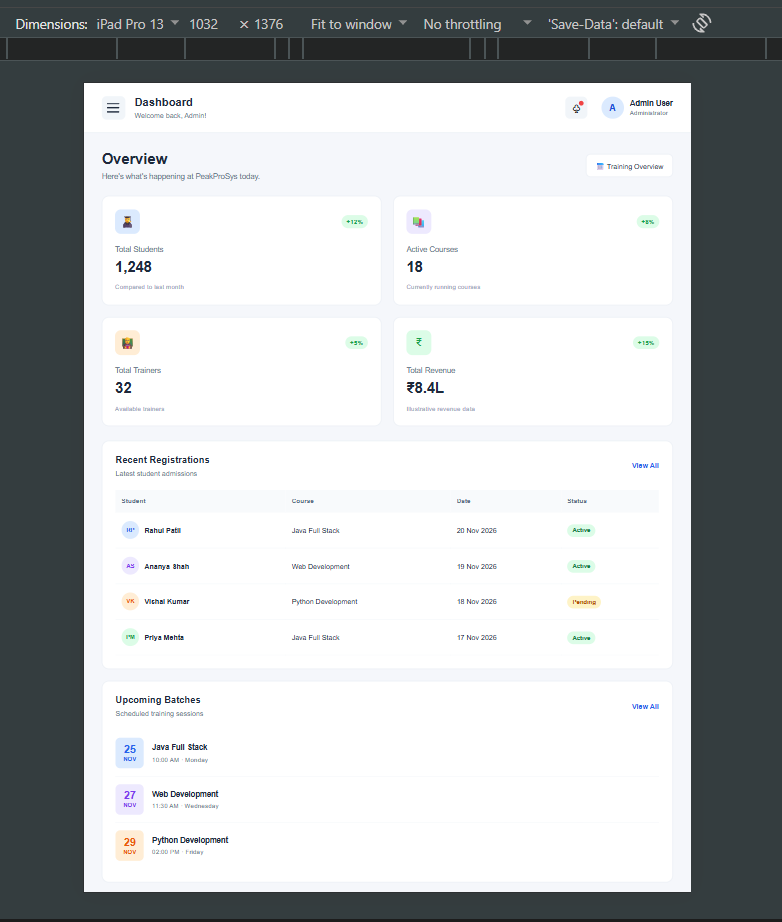 Dimensions: iPad Pro 13 1032 × 1376 Fit to window No throttling 'Save-Data': default
Dashboard
Welcome back, Admin!
A
Admin User
Administrator
Overview
Here's what's happening at PeakProSys today.
Training Overview
+12%
Total Students
1,248
Compared to last month
+8%
Active Courses
18
Currently running courses
+5%
Total Trainers
32
Available trainers
₹
+15%
Total Revenue
₹8.4L
Illustrative revenue data
Recent Registrations
Latest student admissions
View All
Student Course Date Status
RP Rahul Patil Java Full Stack 20 Nov 2026 Active
AS Ananya Shah Web Development 19 Nov 2026 Active
VK Vishal Kumar Python Development 18 Nov 2026 Pending
PM Priya Mehta Java Full Stack 17 Nov 2026 Active
Upcoming Batches
Scheduled training sessions
View All
25
NOV
Java Full Stack
10:00 AM · Monday
27
NOV
Web Development
11:30 AM · Wednesday
29
NOV
Python Development
02:00 PM · Friday